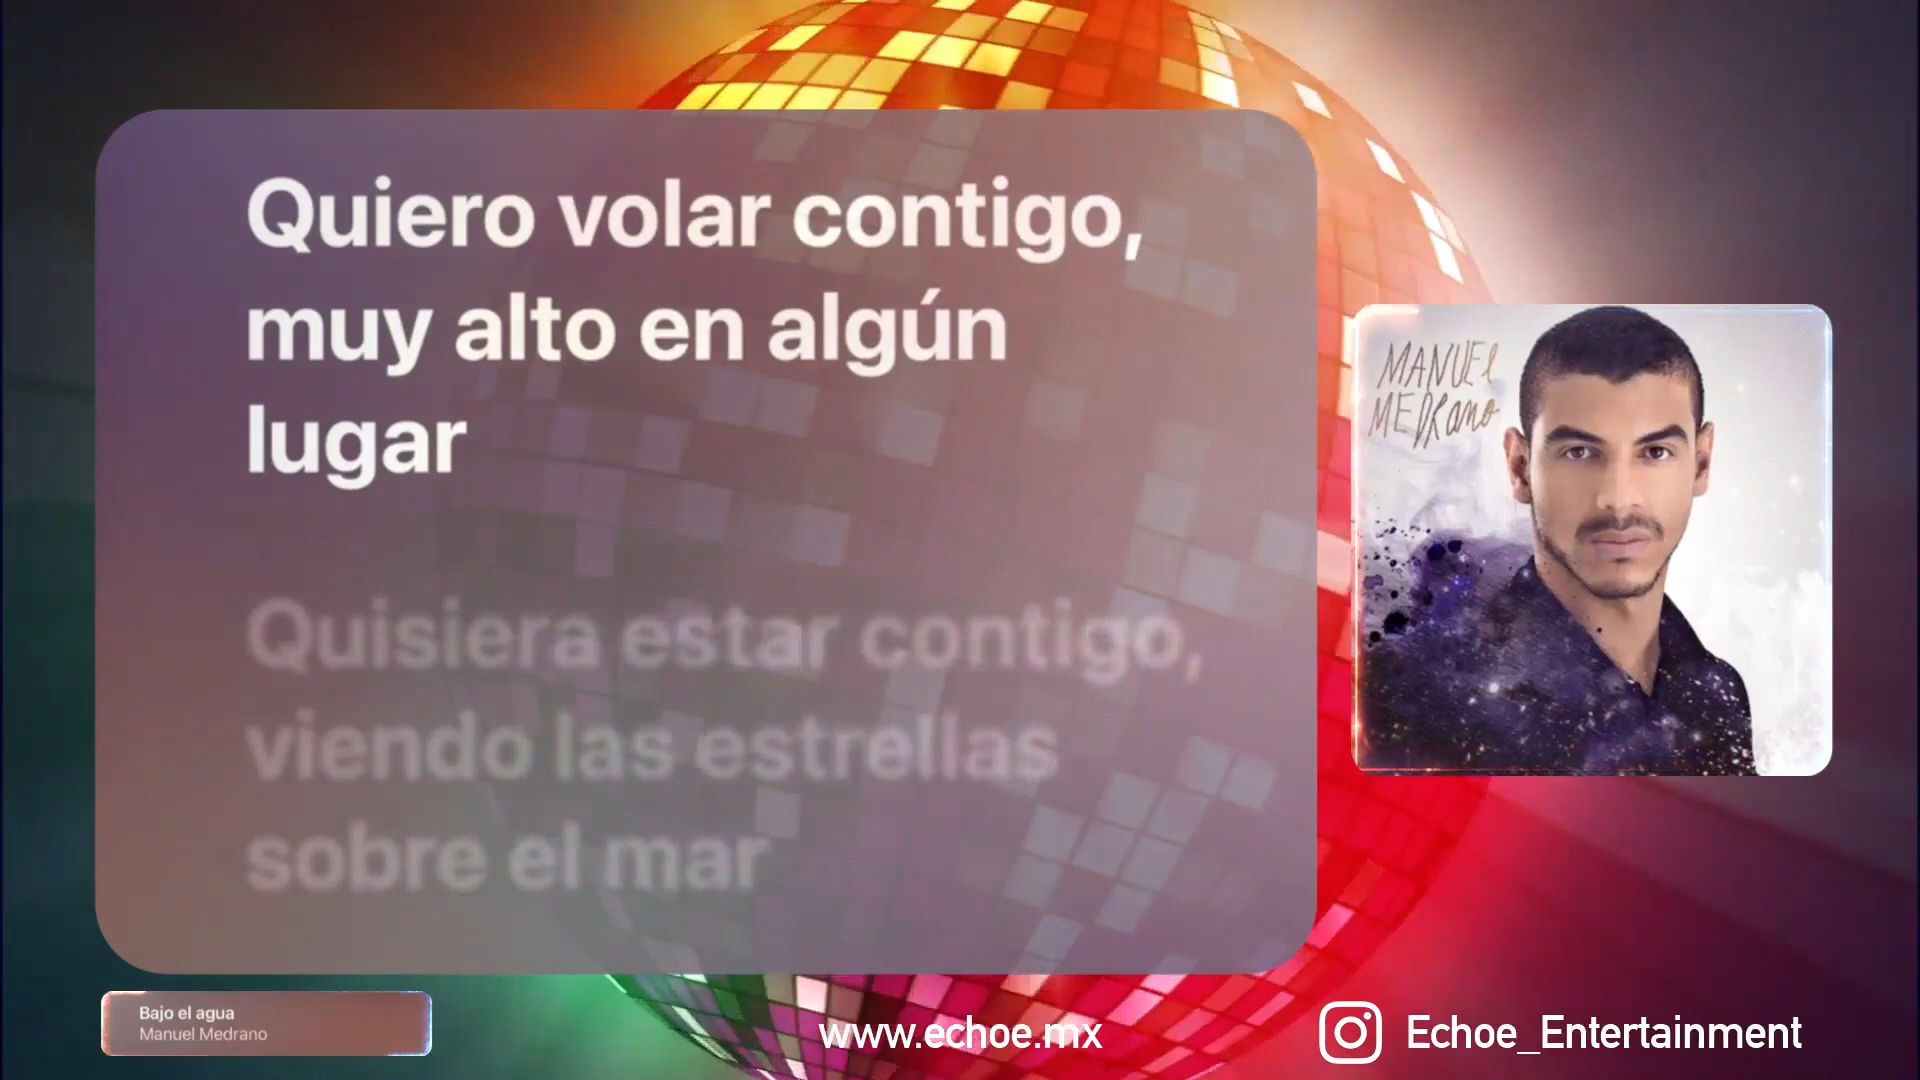 Quiero volar contigo,
muy alto en algún
lugar
Quisiera estar contigo,
viendo las estrellas
sobre el mar
MANUEl
MEDRano
Bajo el agua
Manuel Medrano
www.echoe.mx
Echoe_Entertainment